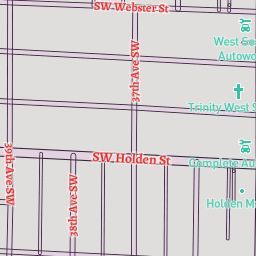 SW Webster St
37th Ave SW
West Se
Autowo
Trinity West S
SW Holden St
Complete Au
39th Ave SW
38th Ave SW
Holden M